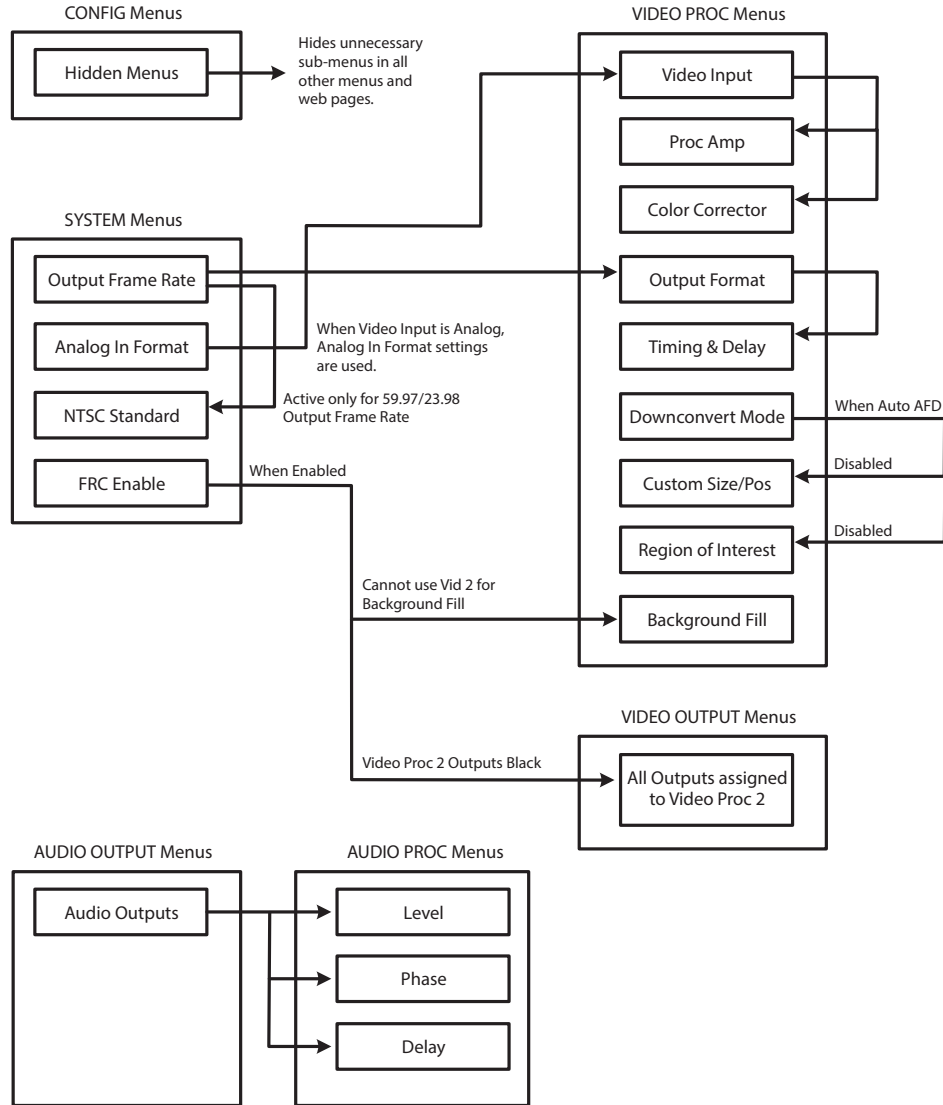 CONFIG Menus
Hidden Menus
Hides unnecessary
sub-menus in all
other menus and
web pages.
VIDEO PROC Menus
Video Input
Proc Amp
Color Corrector
Output Format
Timing & Delay
Downconvert Mode
When Auto AFD
Custom Size/Pos
Disabled
Region of Interest
Disabled
Background Fill
SYSTEM Menus
Output Frame Rate
Analog In Format
When Video Input is Analog,
Analog In Format settings
are used.
NTSC Standard
Active only for 59.97/23.98
Output Frame Rate
FRC Enable
When Enabled
Cannot use Vid 2 for
Background Fill
VIDEO OUTPUT Menus
Video Proc 2 Outputs Black
All Outputs assigned
to Video Proc 2
AUDIO OUTPUT Menus
Audio Outputs
AUDIO PROC Menus
Level
Phase
Delay